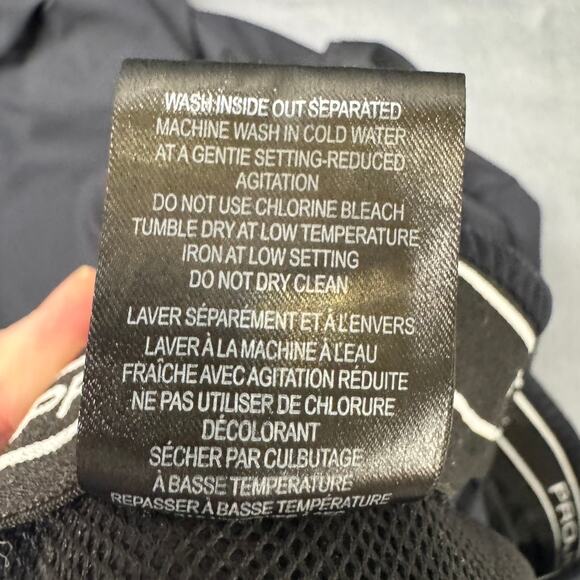 WASH INSIDE OUT SEPARATED
MACHINE WASH IN COLD WATER
AT A GENTIE SETTING-REDUCED
AGITATION
DO NOT USE CHLORINE BLEACH
TUMBLE DRY AT LOW TEMPERATURE
IRON AT LOW SETTING
DO NOT DRY CLEAN
LAVER SÉPARÉMENT ET À L'ENVERS
LAVER À LA MACHINE À L'EAU
FRAÎCHE AVEC AGITATION RÉDUITE
NE PAS UTILISER DE CHLORURE
DÉCOLORANT
SÉCHER PAR CULBUTAGE
À BASSE TEMPÉRATURE
REPASSER À BASSE TEMPÉRATURE